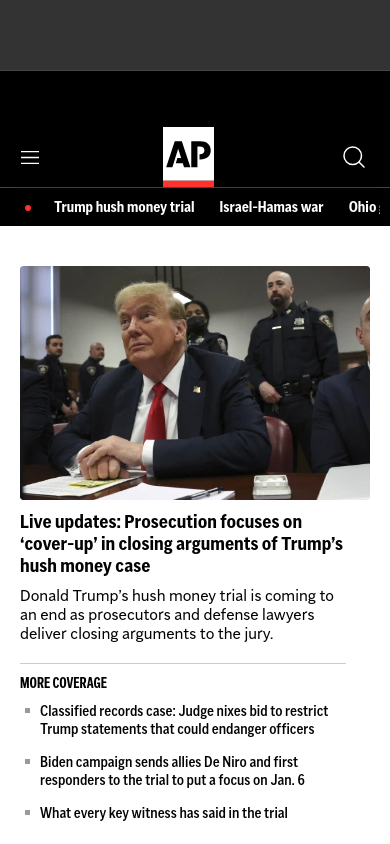 AP
Trump hush money trial Israel-Hamas war Ohio
Live updates: Prosecution focuses on
‘cover-up’ in closing arguments of Trump’s
hush money case
Donald Trump’s hush money trial is coming to
an end as prosecutors and defense lawyers
deliver closing arguments to the jury.
MORE COVERAGE
Classified records case: Judge nixes bid to restrict
Trump statements that could endanger officers
Biden campaign sends allies De Niro and first
responders to the trial to put a focus on Jan. 6
What every key witness has said in the trial